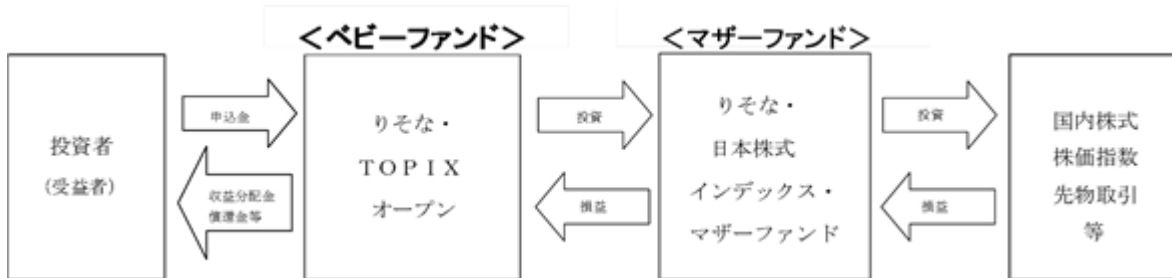 ＜ベビーファンド＞
＜マザーファンド＞
投資者
(受益者)
申込金
収益分配金
償還金等
りそな・
ＴＯＰＩＸ
オープン
投資
損益
りそな・
日本株式
インデックス・
マザーファンド
投資
損益
国内株式
株価指数
先物取引
等